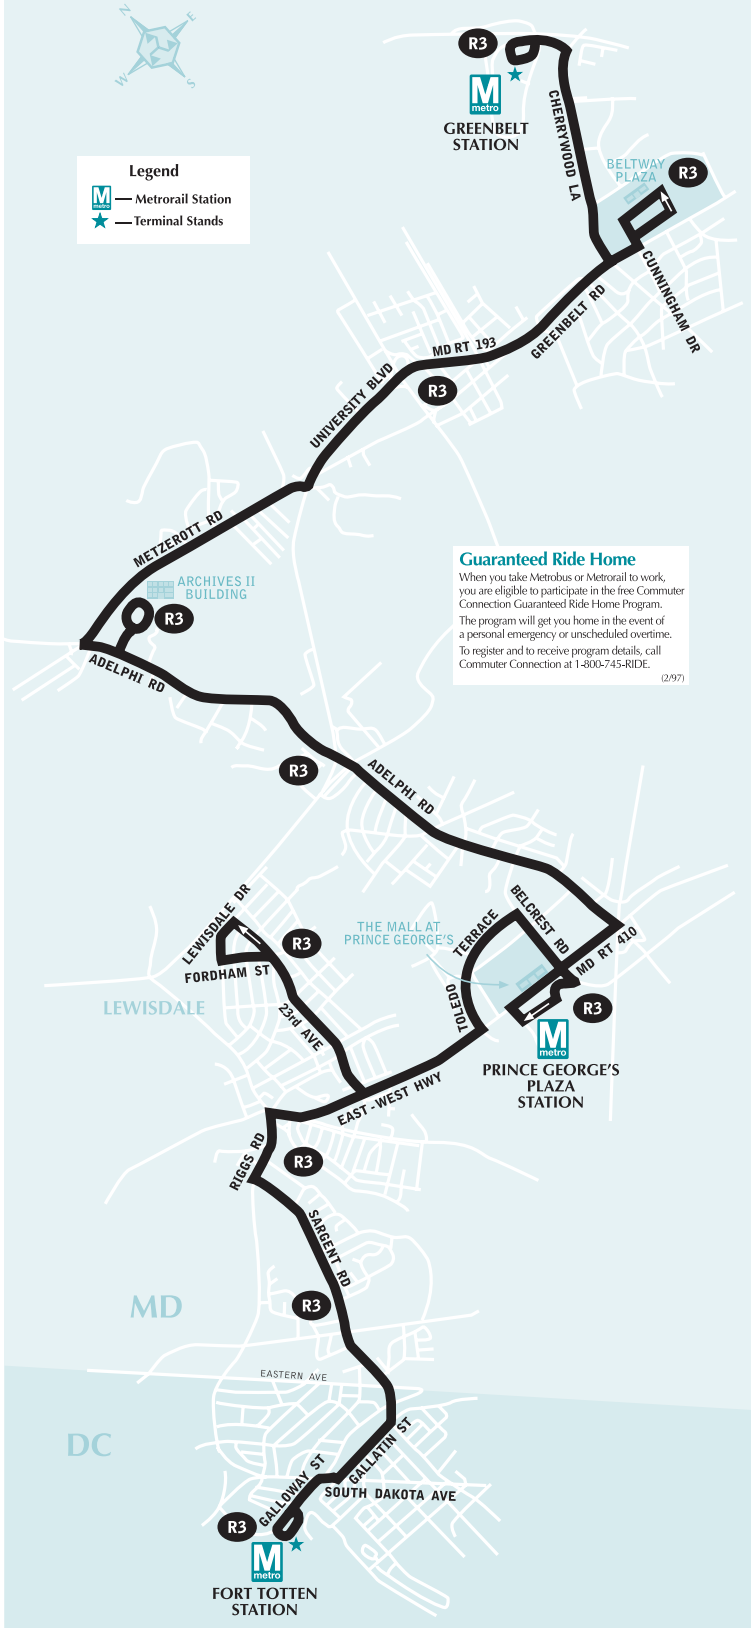 N
E
W
S
R3
M
metro
GREENBELT
STATION
CHERRYWOOD LA
BELTWAY
PLAZA
R3
Legend
M
metro
Metrorail Station
Terminal Stands
CUNNINGHAM DR
GREENBELT RD
MD RT 193
R3
UNIVERSITY BLVD
METZEROTT RD
ARCHIVES II
BUILDING
R3
ADELPHI RD
Guaranteed Ride Home
When you take Metrobus or Metrorail to work,
you are eligible to participate in the free Commuter
Connection Guaranteed Ride Home Program.
The program will get you home in the event of
a personal emergency or unscheduled overtime.
To register and to receive program details, call
Commuter Connection at 1-800-745-RIDE.
(2/97)
R3
ADELPHI RD
LEWISDALE DR
R3
FORDHAM ST
23rd AVE
LEWISDALE
THE MALL AT
PRINCE GEORGE'S
TERRACE
TOLEDO
BELCREST RD
MD RT 410
R3
M
metro
PRINCE GEORGE'S
PLAZA
STATION
EAST-WEST HWY
RIGGS RD
R3
SARGENT RD
MD
R3
EASTERN AVE
DC
GALLATIN ST
GALLOWAY ST
SOUTH DAKOTA AVE
R3
M
metro
FORT TOTTEN
STATION